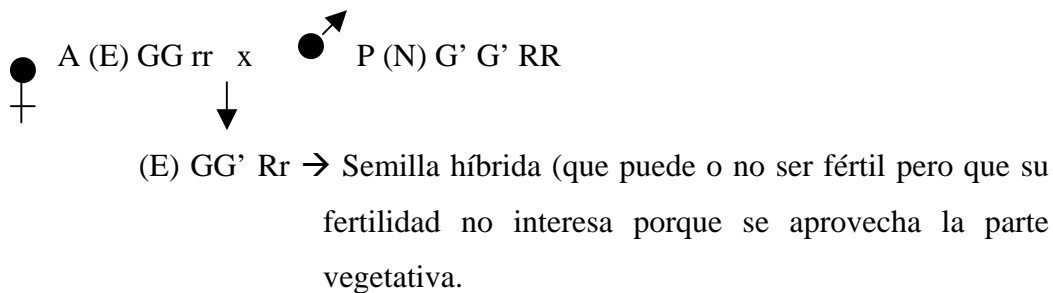 A (E) GG rr x P (N) G’ G’ RR
(E) GG’ Rr → Semilla híbrida (que puede o no ser fértil pero que su
fertilidad no interesa porque se aprovecha la parte
vegetativa.